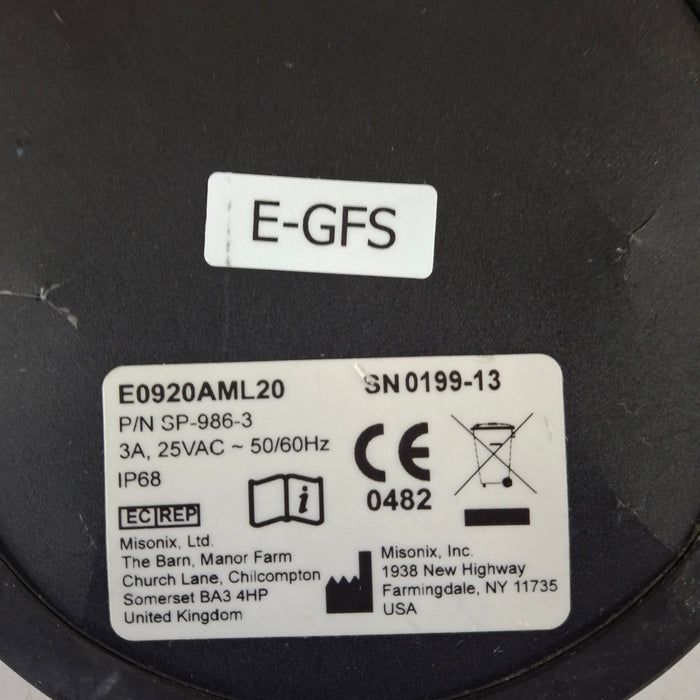 E-GFS
E0920AML20 SN 0199-13
P/N SP-986-3
3A, 25VAC ~ 50/60Hz
IP68
CE
0482
i
EC REP
Misonix, Ltd.
The Barn, Manor Farm
Church Lane, Chilcompton
Somerset BA3 4HP
United Kingdom
Misonix, Inc.
1938 New Highway
Farmingdale, NY 11735
USA